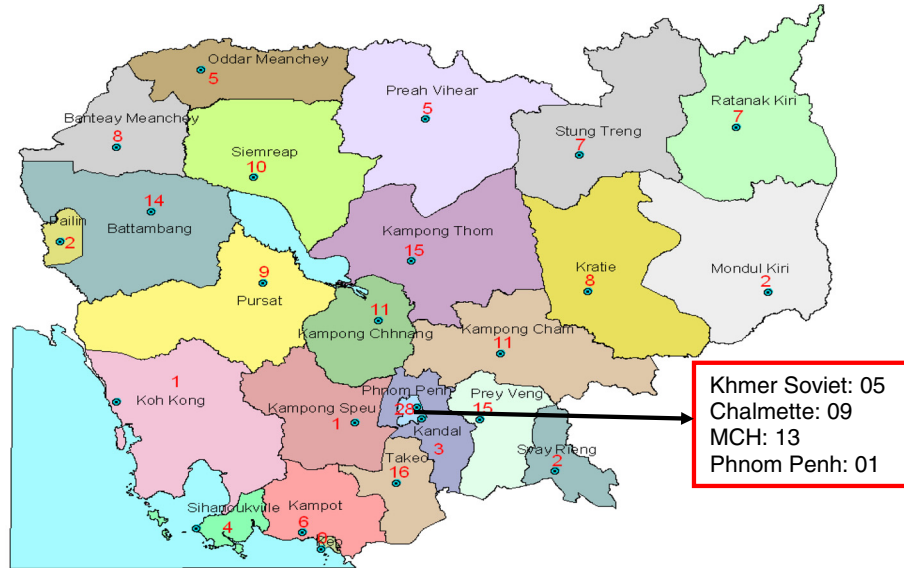 Oddar Meanchey
5
Preah Vihear
5
Ratanak Kiri
7
Banteay Meanchey
8
Stung Treng
7
Siemreap
10
14
Battambang
Pailin
2
Kampong Thom
15
Kratie
8
Mondul Kiri
2
9
Pursat
11
Kampong Chhnang
Kampong Cham
11
1
Koh Kong
Kampong Speu
1
Phnom Penh
28
Kandal
3
Prey Veng
15
Svay Rieng
2
Takeo
16
Sihanoukville
4
Kampot
6
Kep
Khmer Soviet: 05
Chalmette: 09
MCH: 13
Phnom Penh: 01